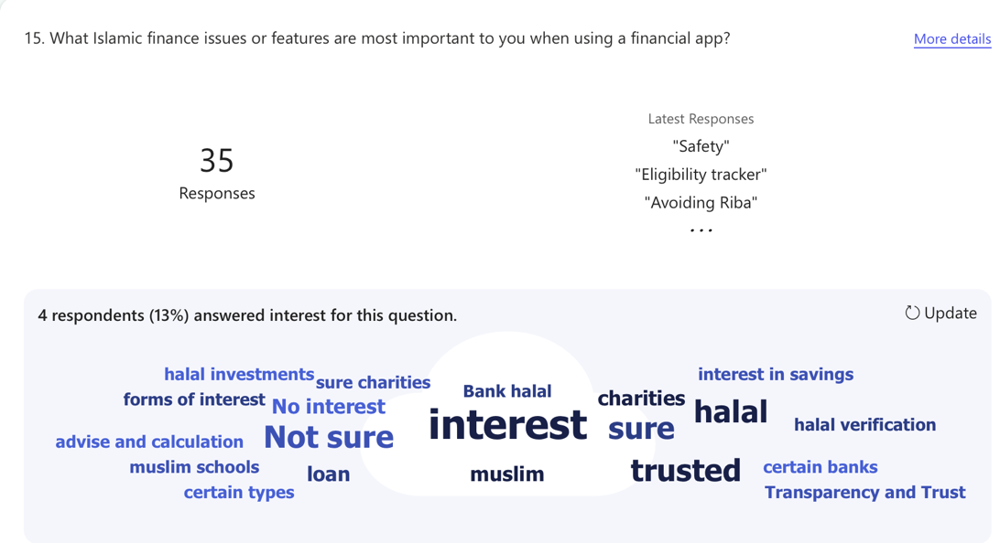 15. What Islamic finance issues or features are most important to you when using a financial app?
More details
35
Responses
Latest Responses
"Safety"
"Eligibility tracker"
"Avoiding Riba"
...
4 respondents (13%) answered interest for this question.
Update
halal investments
sure charities
interest in savings
forms of interest
No interest
Bank halal
charities
halal
halal verification
advise and calculation
Not sure
interest
sure
muslim schools
loan
muslim
trusted
certain banks
certain types
Transparency and Trust